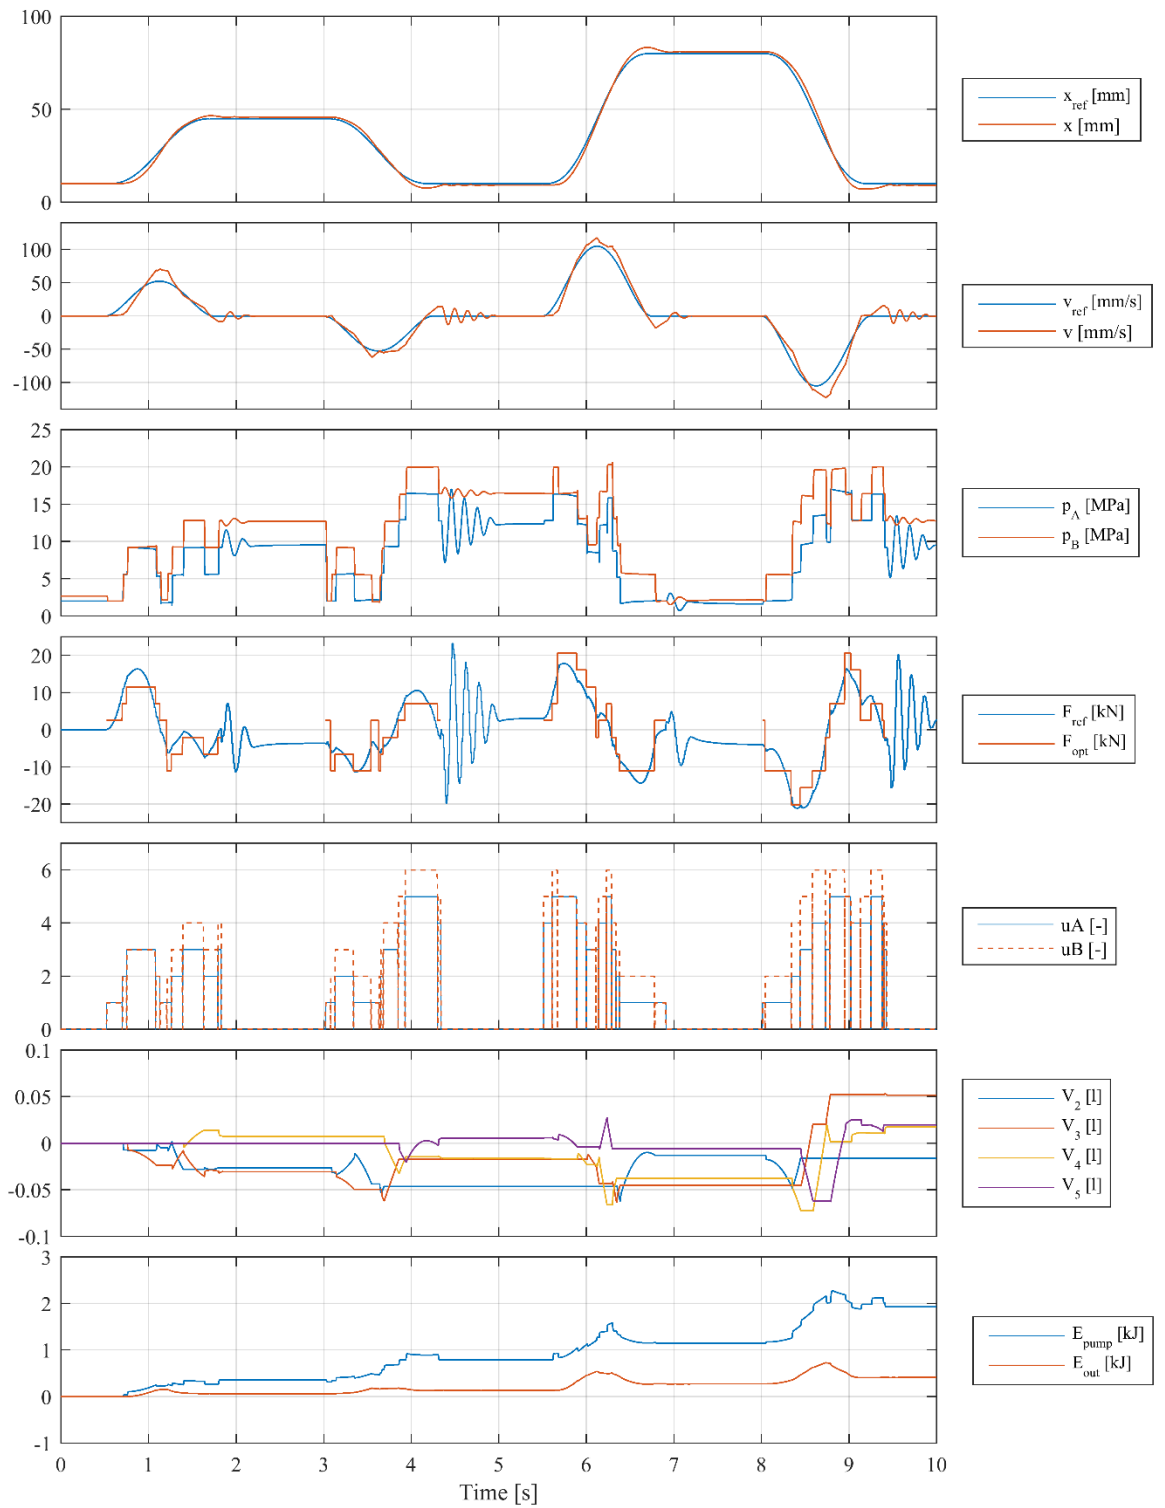 100
50
0
x_ref [mm]
x [mm]
100
50
0
-50
-100
v_ref [mm/s]
v [mm/s]
25
20
15
10
5
0
p_A [MPa]
p_B [MPa]
20
10
0
-10
-20
F_ref [kN]
F_opt [kN]
6
4
2
0
uA [-]
uB [-]
0.1
0.05
0
-0.05
-0.1
V_2 [l]
V_3 [l]
V_4 [l]
V_5 [l]
3
2
1
0
-1
E_pump [kJ]
E_out [kJ]
0 1 2 3 4 5 6 7 8 9 10
Time [s]